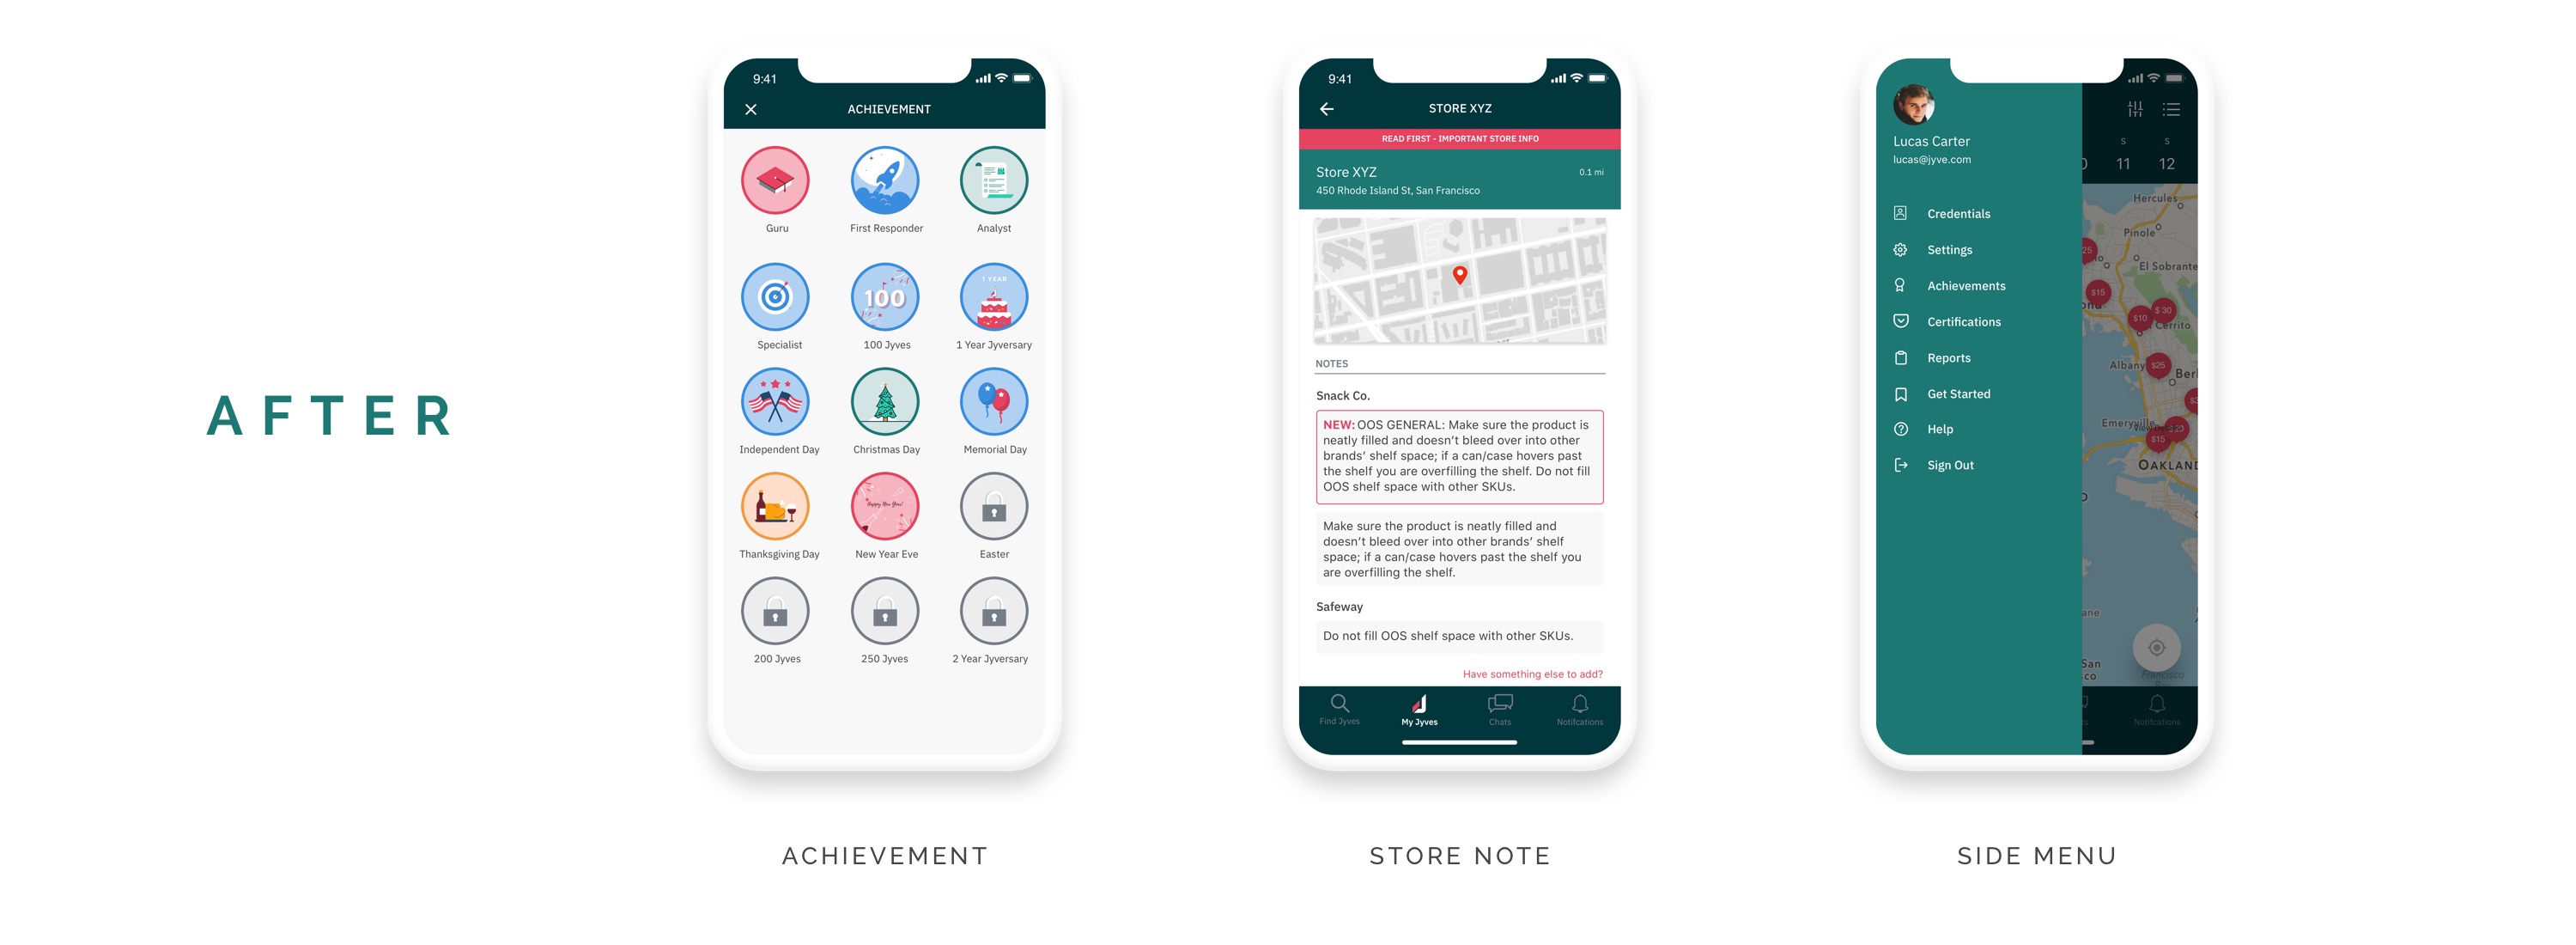 AFTER
9:41
ACHIEVEMENT
Guru
First Responder
Analyst
1 YEAR
100
Specialist
100 Jyves
1 Year Jyversary
Independent Day
Christmas Day
Memorial Day
Happy New Year!
Thanksgiving Day
New Year Eve
Easter
200 Jyves
250 Jyves
2 Year Jyversary
ACHIEVEMENT
9:41
STORE XYZ
READ FIRST - IMPORTANT STORE INFO
Store XYZ
0.1 mi
450 Rhode Island St, San Francisco
NOTES
Snack Co.
NEW: OOS GENERAL: Make sure the product is
neatly filled and doesn't bleed over into other
brands' shelf space; if a can/case hovers past
the shelf you are overfilling the shelf. Do not fill
OOS shelf space with other SKUs.
Make sure the product is neatly filled and
doesn't bleed over into other brands' shelf
space; if a can/case hovers past the shelf you
are overfilling the shelf.
Safeway
Do not fill OOS shelf space with other SKUs.
Have something else to add?
Find Jyves
My Jyves
Chats
Notifcations
STORE NOTE
Lucas Carter
lucas@jyve.com
Credentials
Settings
Achievements
Certifications
Reports
Get Started
Help
Sign Out
S
S
11
12
Hercules
Pinole
25
El Sobrante
$15
$30
$10
Cerrito
Albany
$25
Berl
Emeryville
$15
OAKLAND
San
Francisco
Notifcations
SIDE MENU